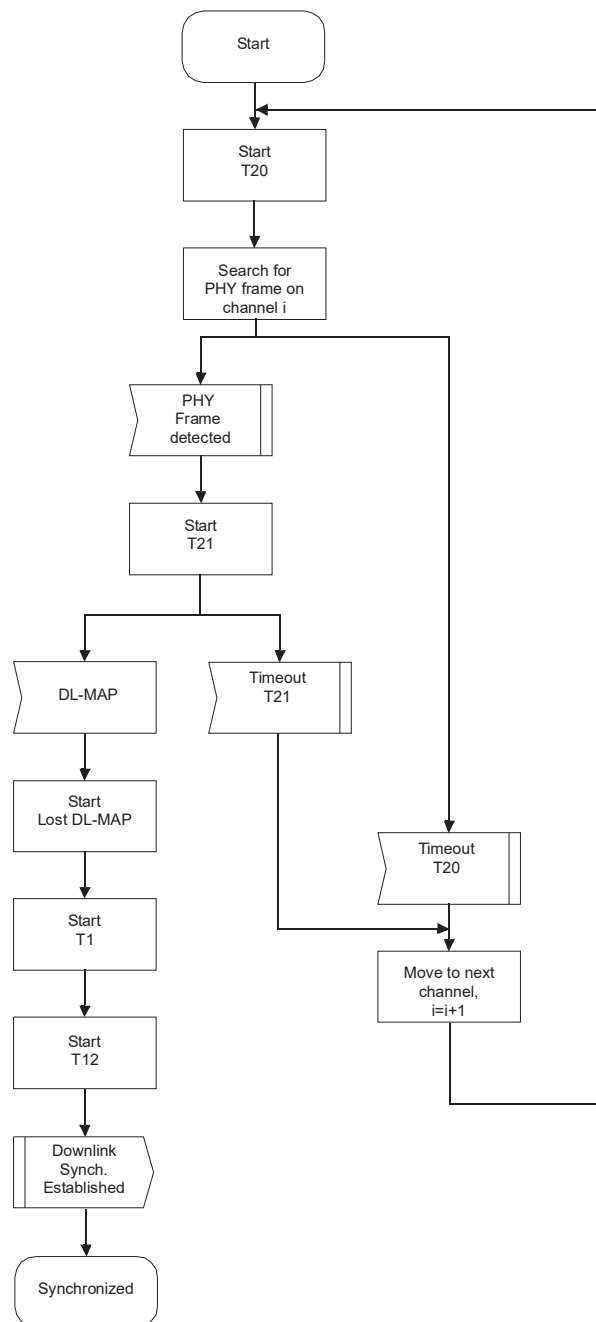 Start
Start
T20
Search for
PHY frame on
channel i
PHY
Frame
detected
Start
T21
DL-MAP
Timeout
T21
Start
Lost DL-MAP
Timeout
T20
Start
T1
Move to next
channel,
i=i+1
Start
T12
Downlink
Synch.
Established
Synchronized